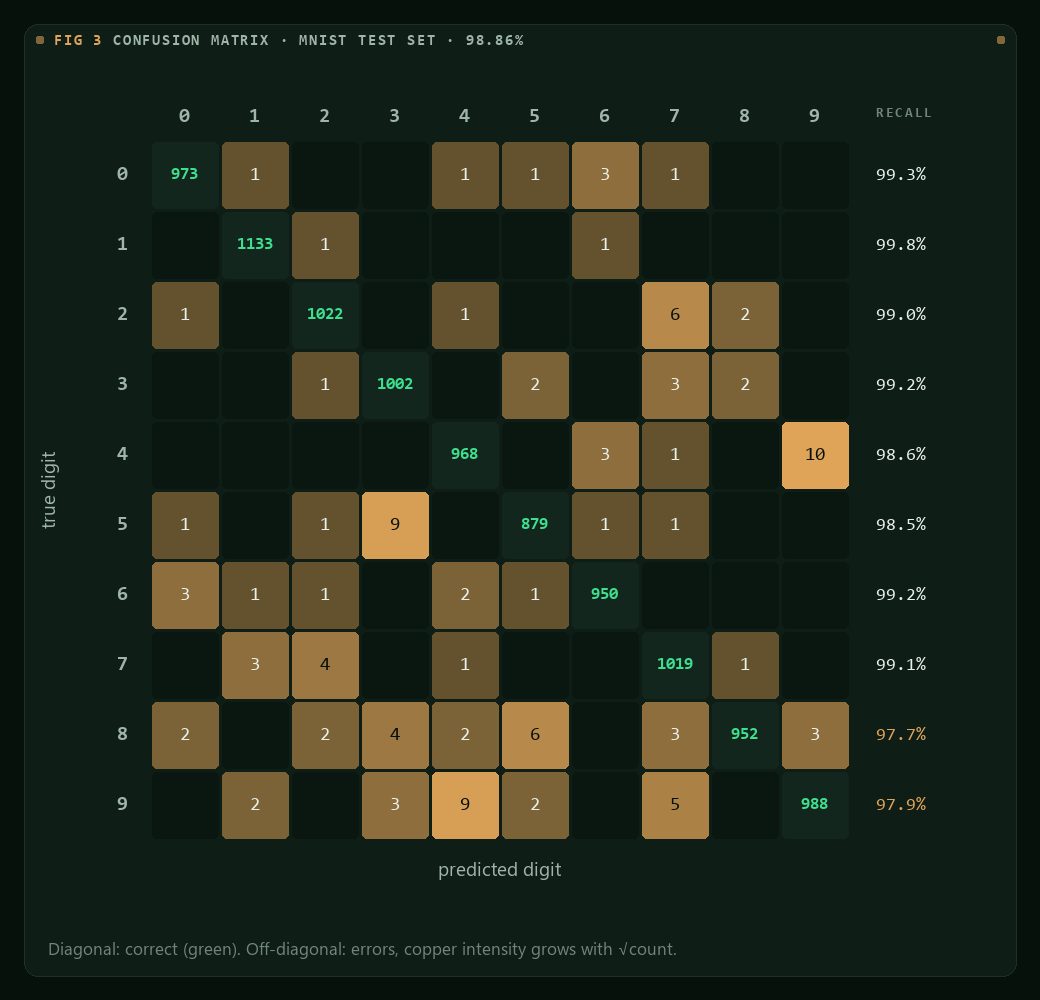 FIG 3 CONFUSION MATRIX · MNIST TEST SET · 98.86%
0 1 2 3 4 5 6 7 8 9 RECALL
0 973 1 1 1 3 1 99.3%
1 1133 1 1 99.8%
2 1 1022 1 6 2 99.0%
3 1 1002 2 3 2 99.2%
4 968 3 1 10 98.6%
5 1 1 9 879 1 1 98.5%
6 3 1 1 2 1 950 99.2%
7 3 4 1 1019 1 99.1%
8 2 2 4 2 6 3 952 3 97.7%
9 2 3 9 2 5 988 97.9%
true digit
predicted digit
Diagonal: correct (green). Off-diagonal: errors, copper intensity grows with √count.